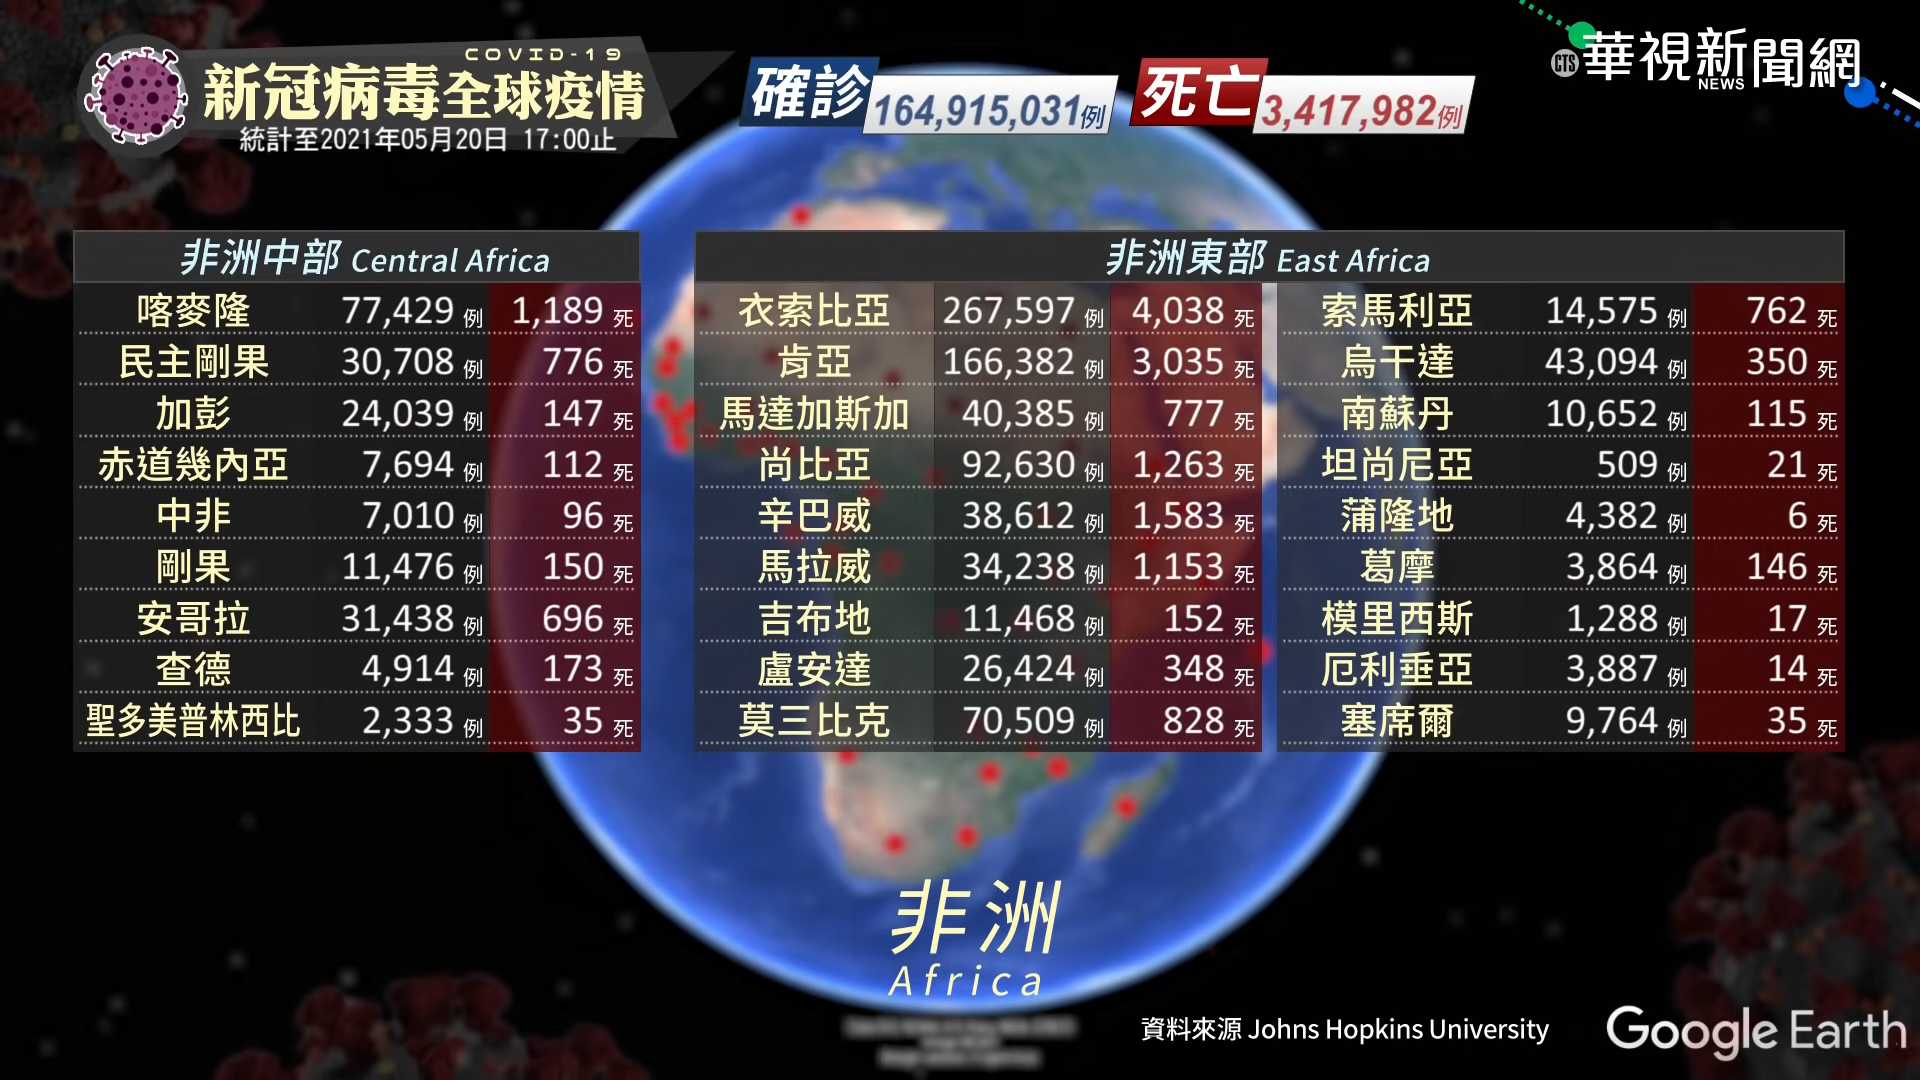 COVID-19
新冠病毒全球疫情
統計至2021年05月20日 17:00止
確診 164,915,031例
死亡 3,417,982例
CTS 華視新聞網
NEWS
非洲中部 Central Africa
喀麥隆 77,429 例 1,189 死
民主剛果 30,708 例 776 死
加彭 24,039 例 147 死
赤道幾內亞 7,694 例 112 死
中非 7,010 例 96 死
剛果 11,476 例 150 死
安哥拉 31,438 例 696 死
查德 4,914 例 173 死
聖多美普林西比 2,333 例 35 死
非洲東部 East Africa
衣索比亞 267,597 例 4,038 死
肯亞 166,382 例 3,035 死
馬達加斯加 40,385 例 777 死
尚比亞 92,630 例 1,263 死
辛巴威 38,612 例 1,583 死
馬拉威 34,238 例 1,153 死
吉布地 11,468 例 152 死
盧安達 26,424 例 348 死
莫三比克 70,509 例 828 死
索馬利亞 14,575 例 762 死
烏干達 43,094 例 350 死
南蘇丹 10,652 例 115 死
坦尚尼亞 509 例 21 死
蒲隆地 4,382 例 6 死
葛摩 3,864 例 146 死
模里西斯 1,288 例 17 死
厄利垂亞 3,887 例 14 死
塞席爾 9,764 例 35 死
非洲
Africa
資料來源 Johns Hopkins University
Google Earth